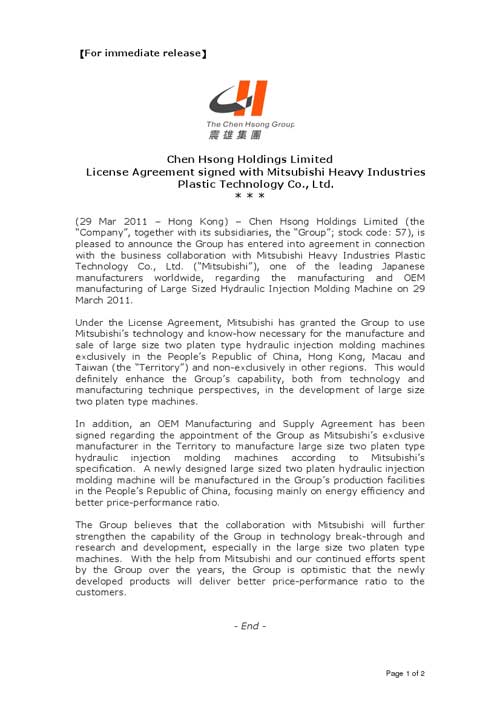 【For immediate release】
The Chen Hsong Group
震雄集團
Chen Hsong Holdings Limited
License Agreement signed with Mitsubishi Heavy Industries
Plastic Technology Co., Ltd.
* * *
(29 Mar 2011 – Hong Kong) – Chen Hsong Holdings Limited (the
“Company”, together with its subsidiaries, the “Group”; stock code: 57), is
pleased to announce the Group has entered into agreement in connection
with the business collaboration with Mitsubishi Heavy Industries Plastic
Technology Co., Ltd. (“Mitsubishi”), one of the leading Japanese
manufacturers worldwide, regarding the manufacturing and OEM
manufacturing of Large Sized Hydraulic Injection Molding Machine on 29
March 2011.
Under the License Agreement, Mitsubishi has granted the Group to use
Mitsubishi’s technology and know-how necessary for the manufacture and
sale of large size two platen type hydraulic injection molding machines
exclusively in the People’s Republic of China, Hong Kong, Macau and
Taiwan (the “Territory”) and non-exclusively in other regions. This would
definitely enhance the Group’s capability, both from technology and
manufacturing technique perspectives, in the development of large size
two platen type machines.
In addition, an OEM Manufacturing and Supply Agreement has been
signed regarding the appointment of the Group as Mitsubishi’s exclusive
manufacturer in the Territory to manufacture large size two platen type
hydraulic injection molding machines according to Mitsubishi’s
specification. A newly designed large sized two platen hydraulic injection
molding machine will be manufactured in the Group’s production facilities
in the People’s Republic of China, focusing mainly on energy efficiency and
better price-performance ratio.
The Group believes that the collaboration with Mitsubishi will further
strengthen the capability of the Group in technology break-through and
research and development, especially in the large size two platen type
machines. With the help from Mitsubishi and our continued efforts spent
by the Group over the years, the Group is optimistic that the newly
developed products will deliver better price-performance ratio to the
customers.
- End -
Page 1 of 2